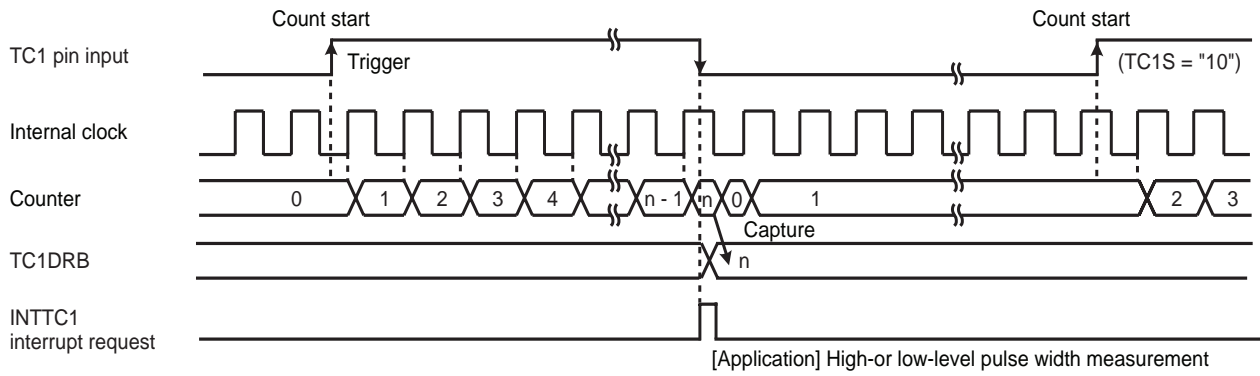 Count start Count start
TC1 pin input Trigger (TC1S = "10")
Internal clock
Counter 0 1 2 3 4 n - 1 n 0 1 2 3
Capture
TC1DRB n
INTTC1
interrupt request
[Application] High-or low-level pulse width measurement